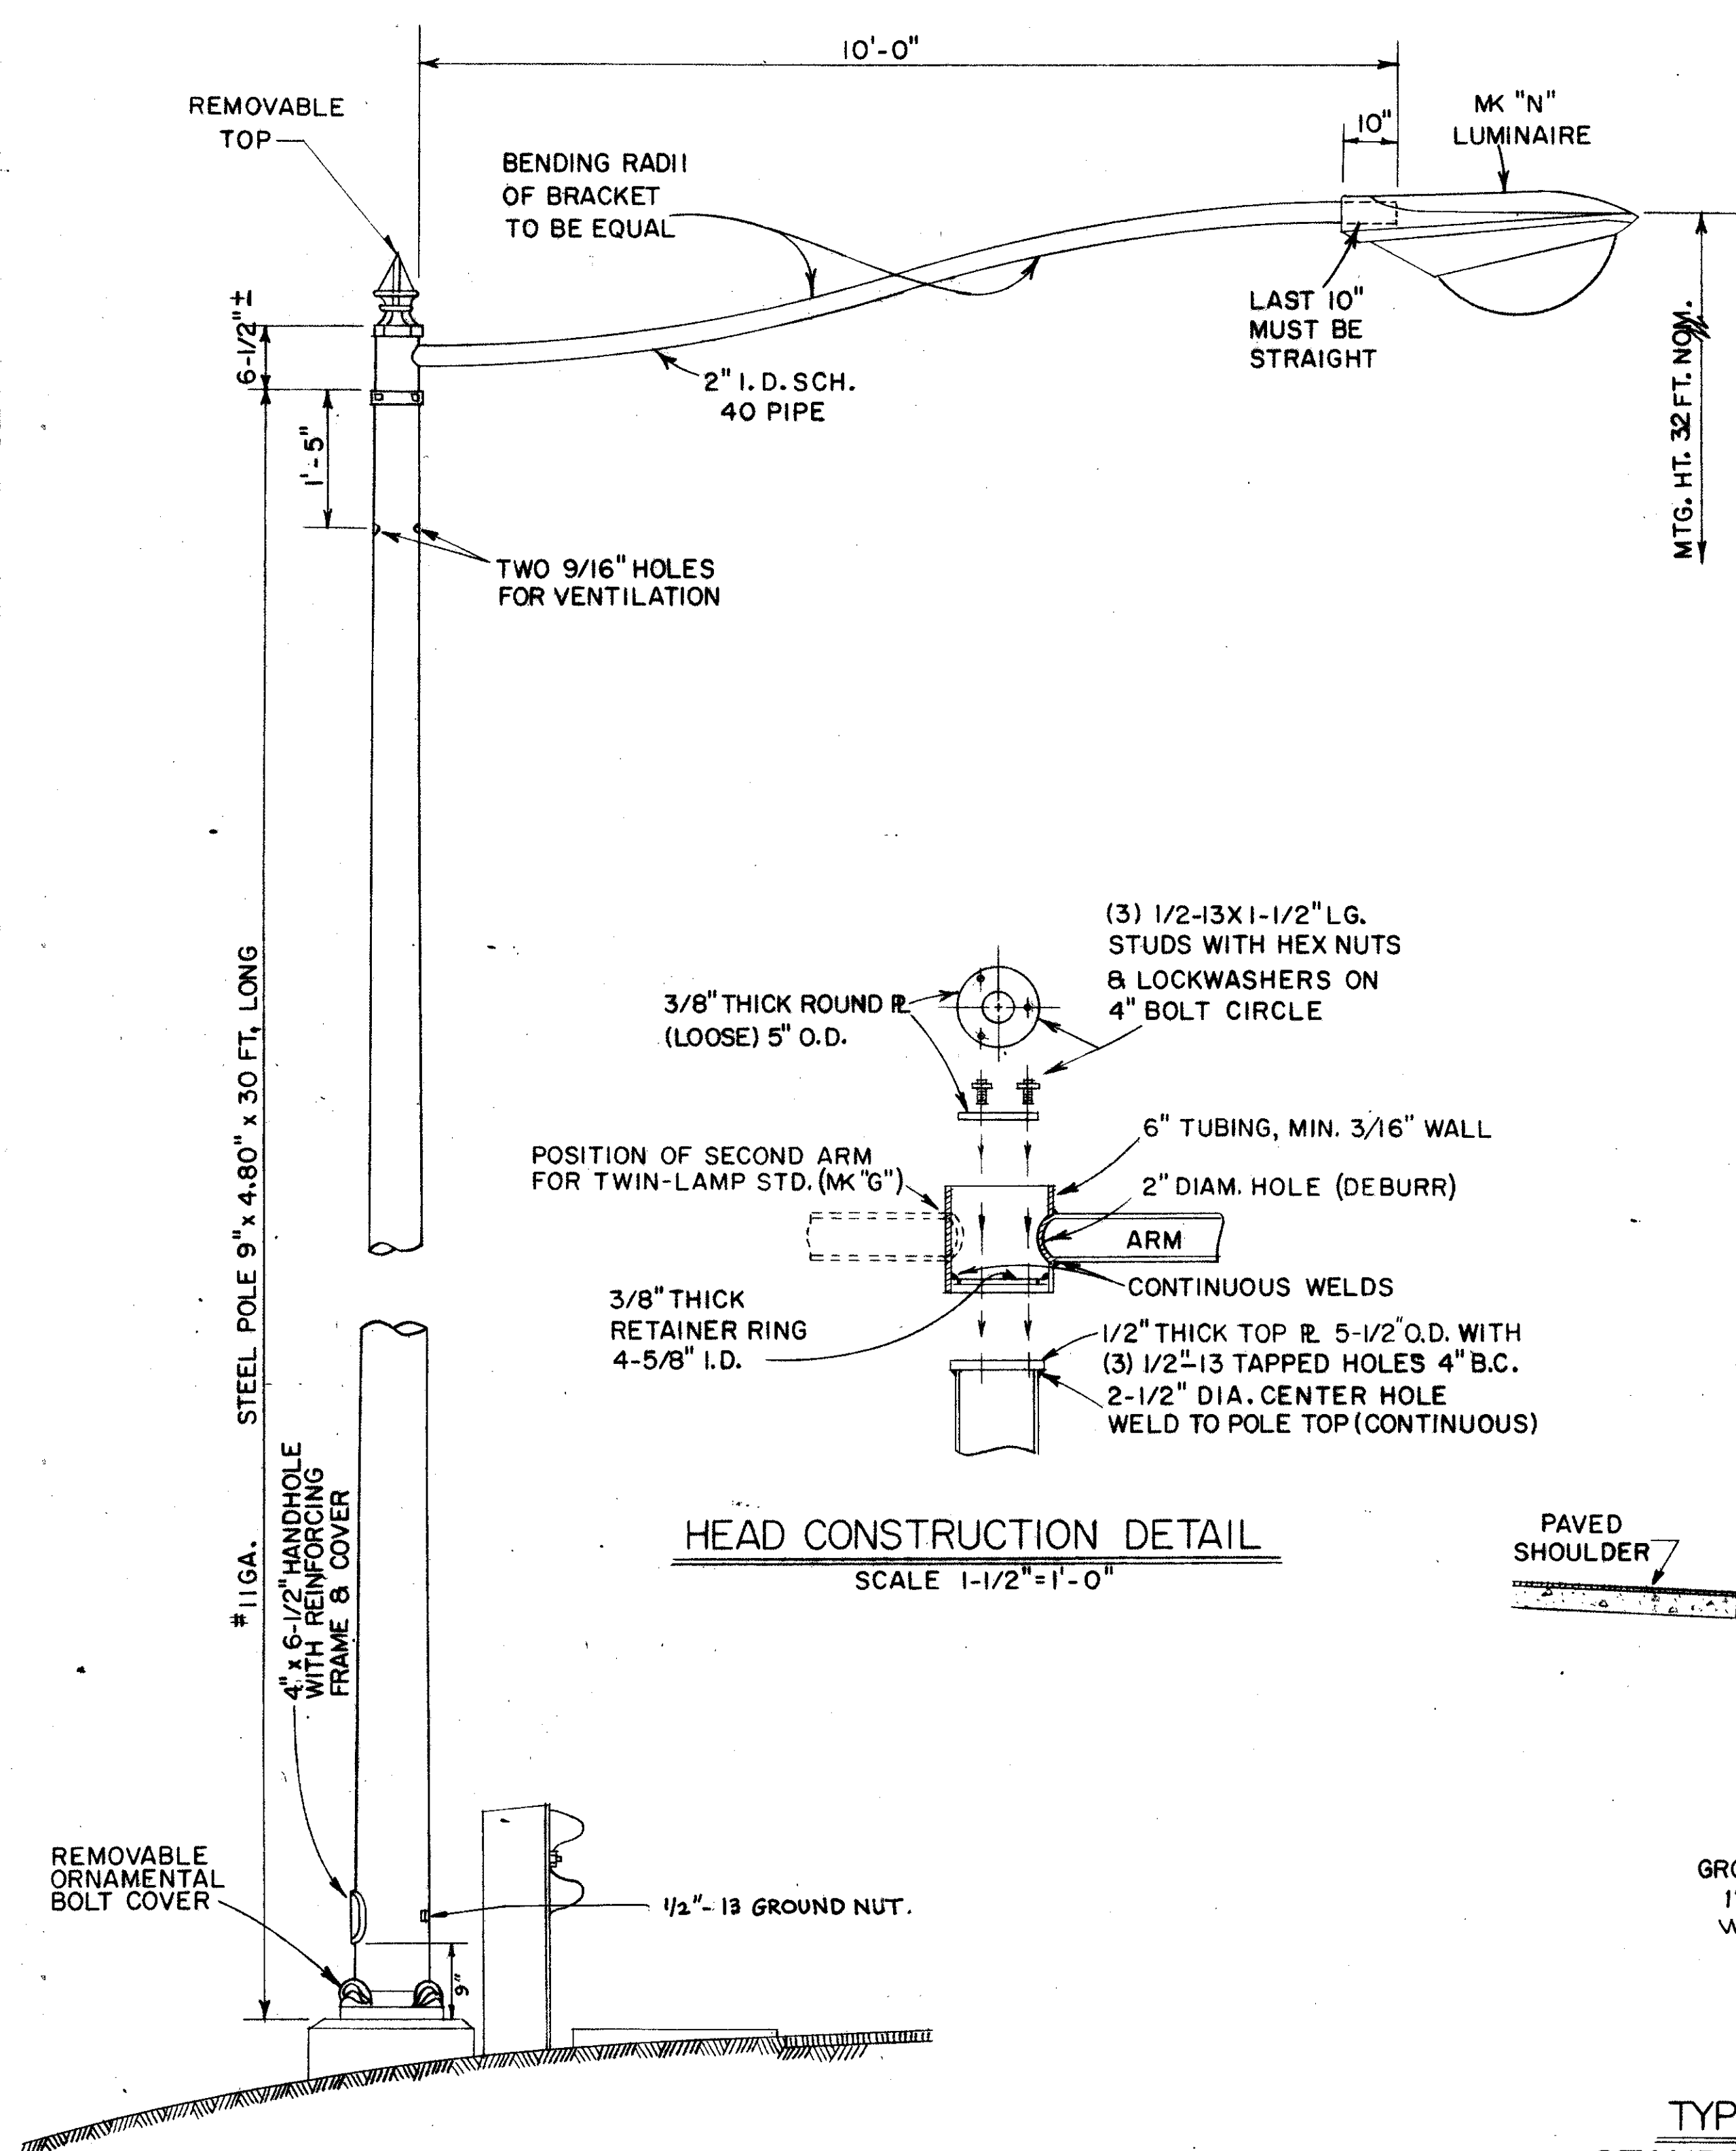 10'-0"
REMOVABLE
TOP
BENDING RADII
OF BRACKET
TO BE EQUAL
10"
MK "N"
LUMINAIRE
LAST 10"
MUST BE
STRAIGHT
6-1/2"±
2" I.D. SCH.
40 PIPE
MTG. HT. 32 FT. NOM.
1'-5"
TWO 9/16" HOLES
FOR VENTILATION
#11GA. STEEL POLE 9" x 4.80" x 30 FT. LONG
(3) 1/2-13X1-1/2" LG.
STUDS WITH HEX NUTS
& LOCKWASHERS ON
4" BOLT CIRCLE
3/8" THICK ROUND PL
(LOOSE) 5" O.D.
6" TUBING, MIN. 3/16" WALL
POSITION OF SECOND ARM
FOR TWIN-LAMP STD. (MK "G")
2" DIAM. HOLE (DEBURR)
ARM
CONTINUOUS WELDS
3/8" THICK
RETAINER RING
4-5/8" I.D.
1/2" THICK TOP PL 5-1/2" O.D. WITH
(3) 1/2"-13 TAPPED HOLES 4" B.C.
2-1/2" DIA. CENTER HOLE
WELD TO POLE TOP (CONTINUOUS)
HEAD CONSTRUCTION DETAIL
SCALE 1-1/2"=1'-0"
4" x 6-1/2" HANDHOLE
WITH REINFORCING
FRAME & COVER
PAVED
SHOULDER
REMOVABLE
ORNAMENTAL
BOLT COVER
1/2"-13 GROUND NUT.
9"
GRO
1"
W
TYP